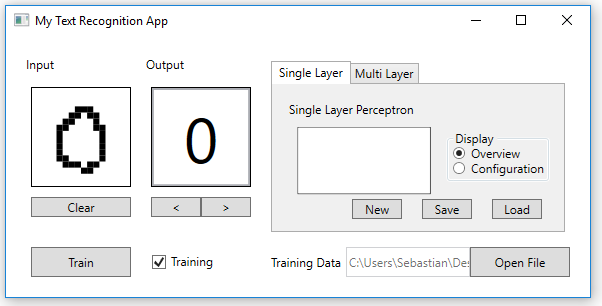 My Text Recognition App
Input
Output
0
0
Clear
< >
Single Layer Multi Layer
Single Layer Perceptron
Display
Overview
Configuration
New Save Load
Train
Training
Training Data C:\Users\Sebastian\Des Open File